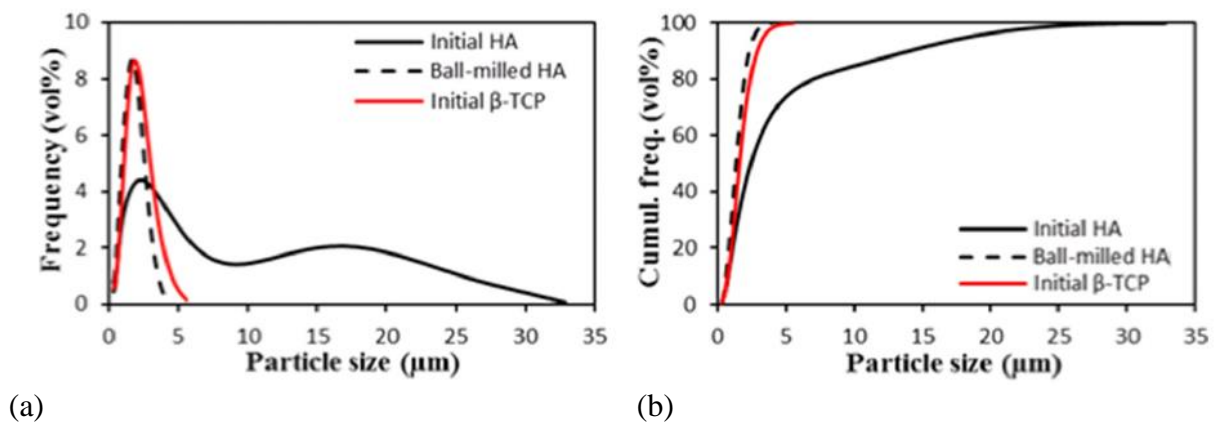 10
8
6
4
2
0
Frequency (vol%)
Initial HA
Ball-milled HA
Initial β-TCP
0 5 10 15 20 25 30 35
Particle size (μm)
(a)
100
80
60
40
20
0
Cumul. freq. (vol%)
Initial HA
Ball-milled HA
Initial β-TCP
0 5 10 15 20 25 30 35
Particle size (μm)
(b)